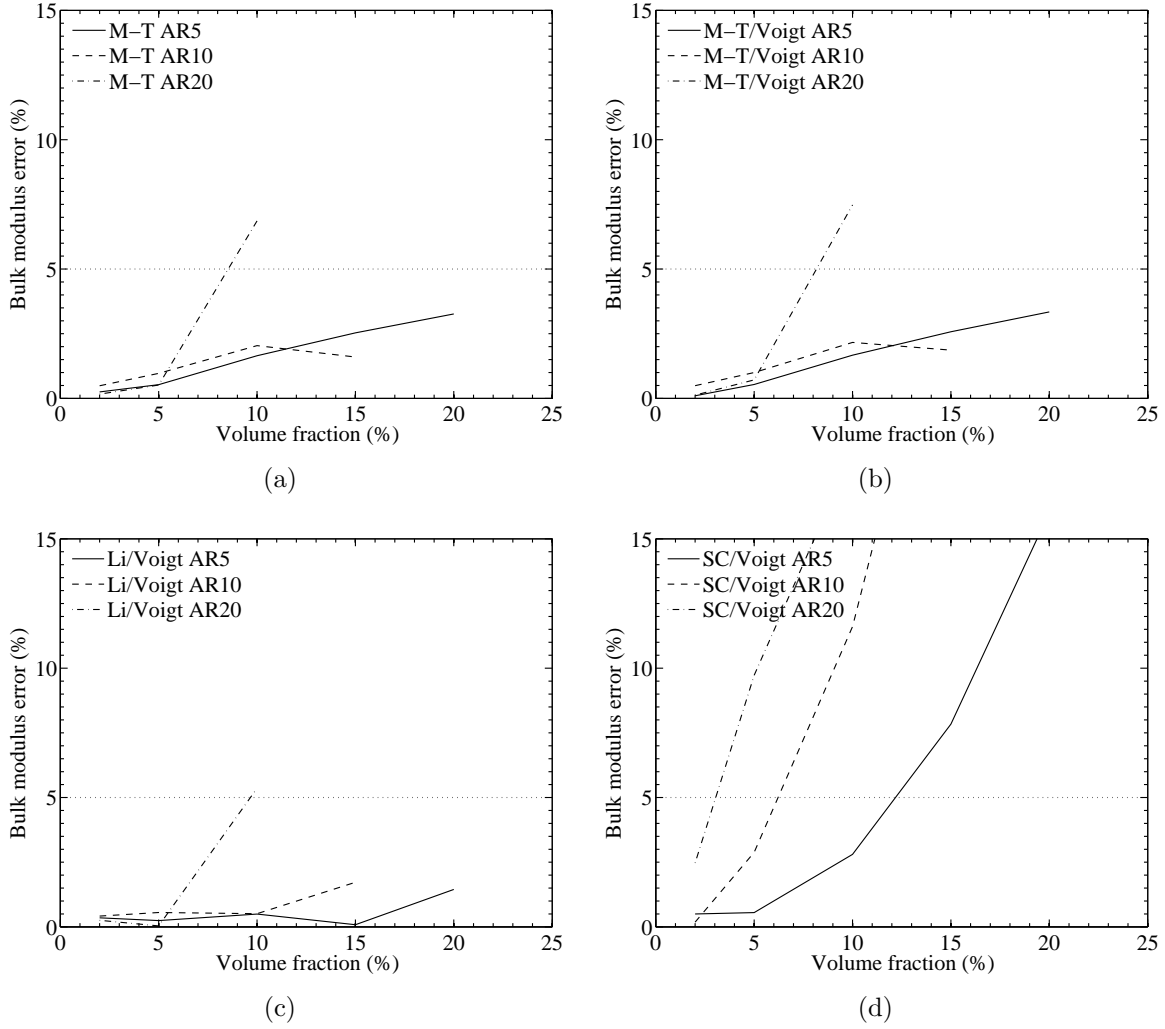 15
10
5
0
0 5 10 15 20 25
Bulk modulus error (%)
Volume fraction (%)
M−T AR5
M−T AR10
M−T AR20
(a)
15
10
5
0
0 5 10 15 20 25
Bulk modulus error (%)
Volume fraction (%)
M−T/Voigt AR5
M−T/Voigt AR10
M−T/Voigt AR20
(b)
15
10
5
0
0 5 10 15 20 25
Bulk modulus error (%)
Volume fraction (%)
Li/Voigt AR5
Li/Voigt AR10
Li/Voigt AR20
(c)
15
10
5
0
0 5 10 15 20 25
Bulk modulus error (%)
Volume fraction (%)
SC/Voigt AR5
SC/Voigt AR10
SC/Voigt AR20
(d)